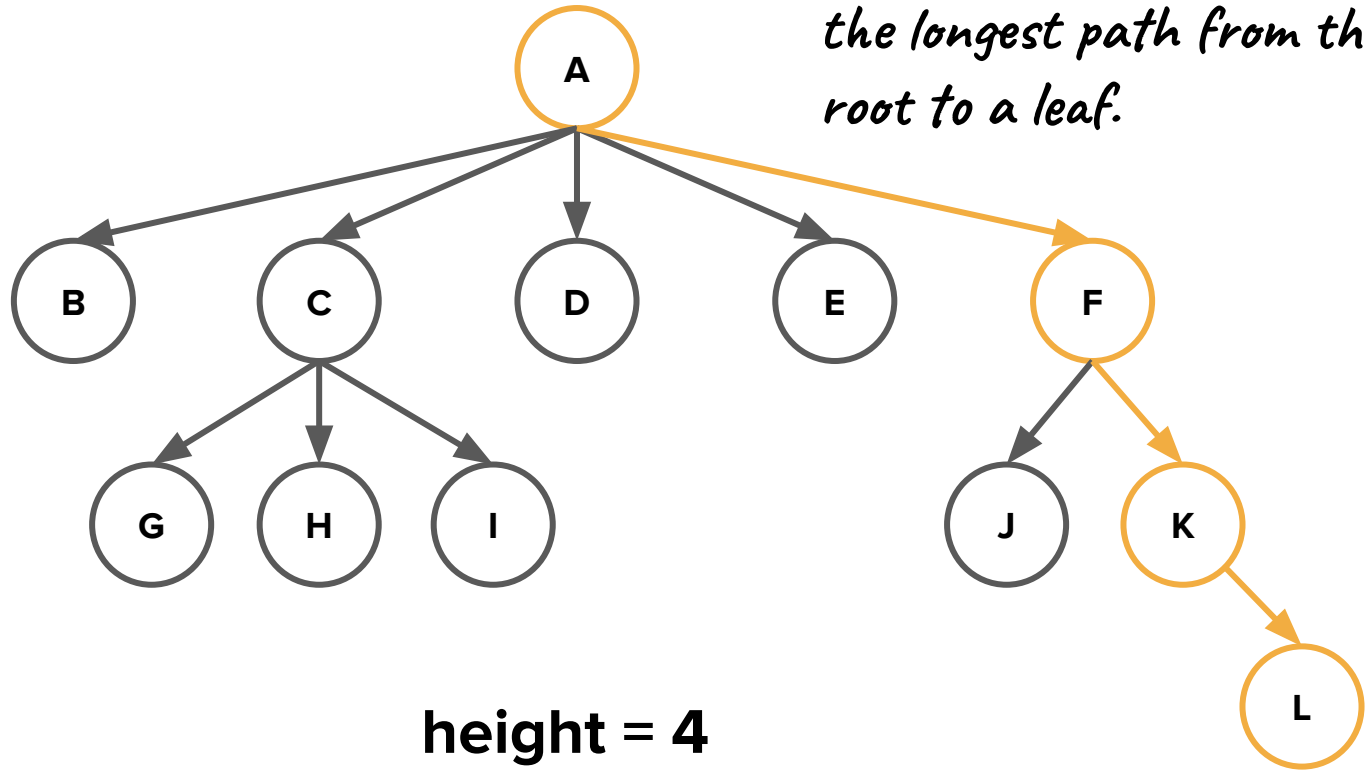 the longest path from th
root to a leaf.
A
B C D E F
G H I J K
L
height = 4